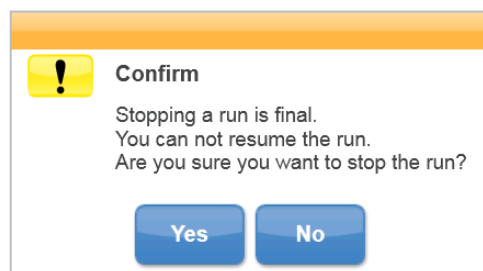 !
Confirm
Stopping a run is final.
You can not resume the run.
Are you sure you want to stop the run?
Yes No